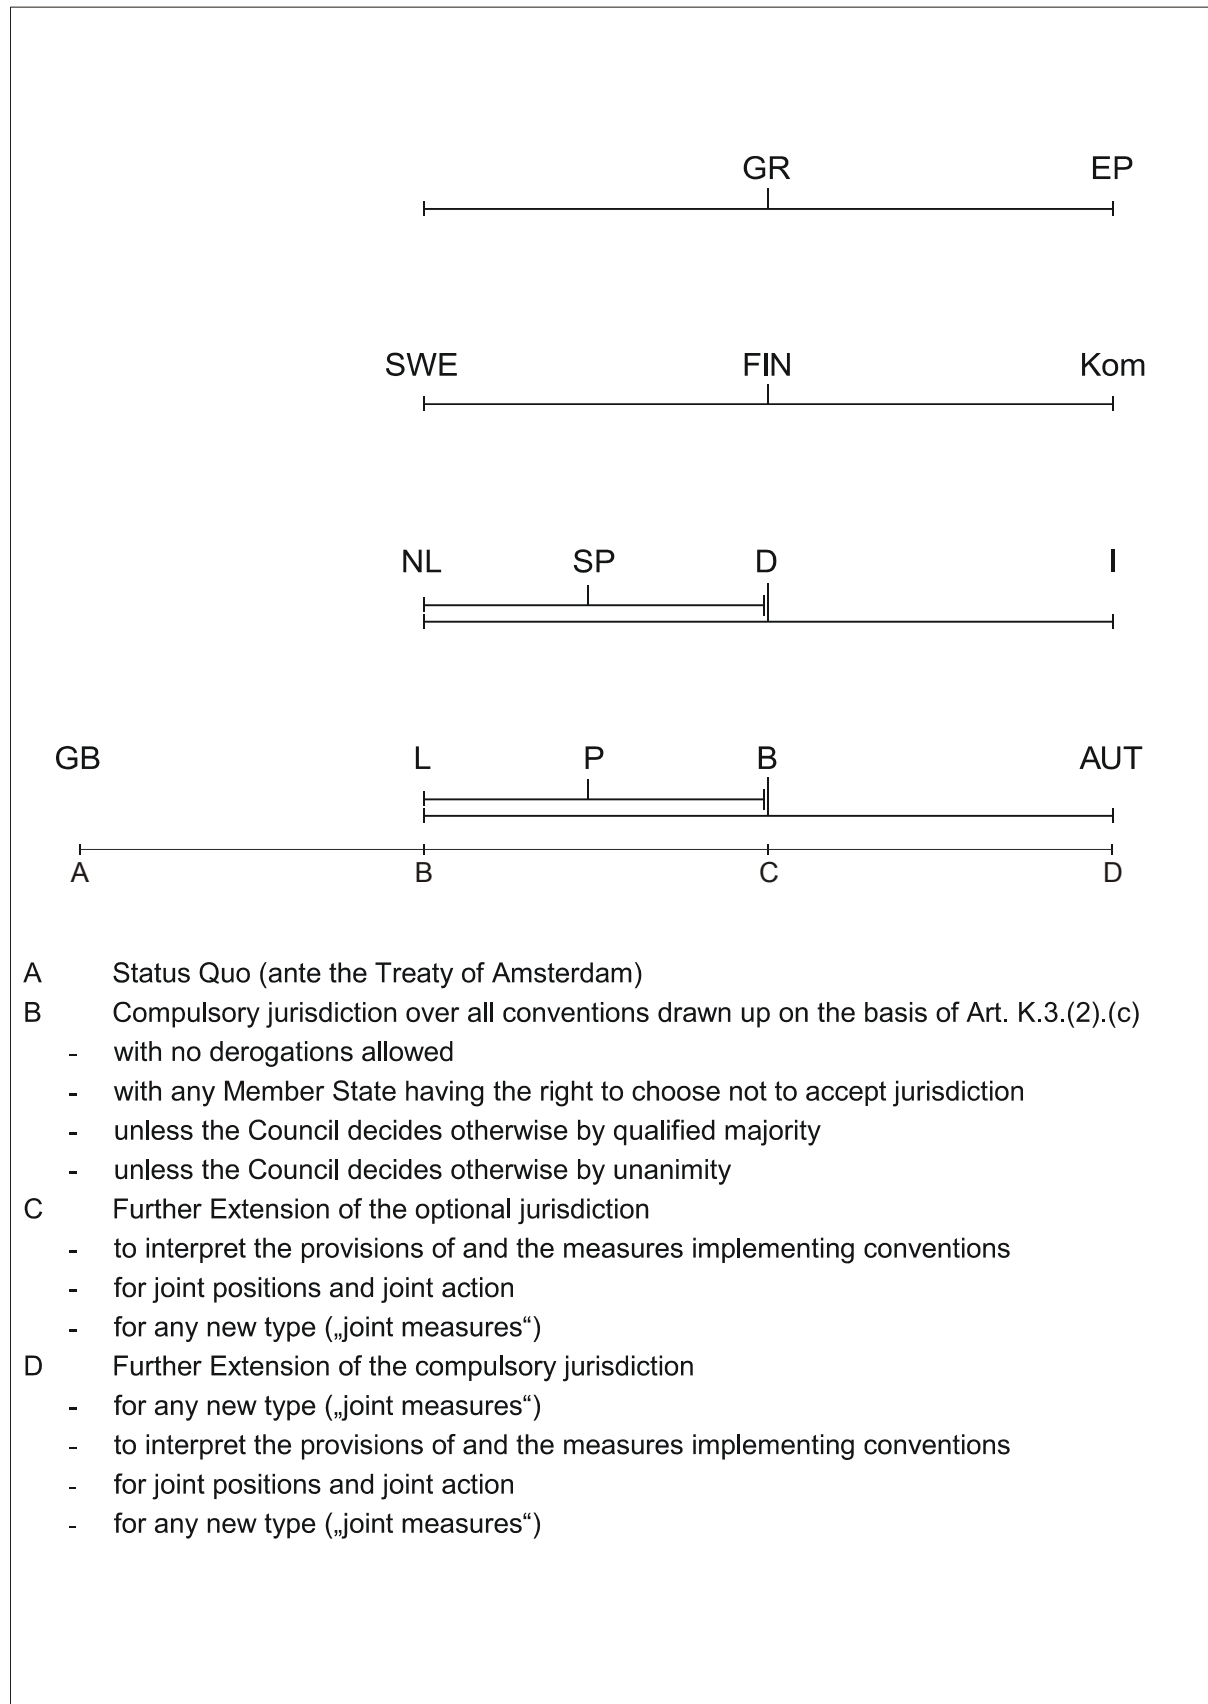 GR EP
SWE FIN Kom
NL SP D I
GB L P B AUT
A B C D
A Status Quo (ante the Treaty of Amsterdam)
B Compulsory jurisdiction over all conventions drawn up on the basis of Art. K.3.(2).(c)
- with no derogations allowed
- with any Member State having the right to choose not to accept jurisdiction
- unless the Council decides otherwise by qualified majority
- unless the Council decides otherwise by unanimity
C Further Extension of the optional jurisdiction
- to interpret the provisions of and the measures implementing conventions
- for joint positions and joint action
- for any new type („joint measures“)
D Further Extension of the compulsory jurisdiction
- for any new type („joint measures“)
- to interpret the provisions of and the measures implementing conventions
- for joint positions and joint action
- for any new type („joint measures“)